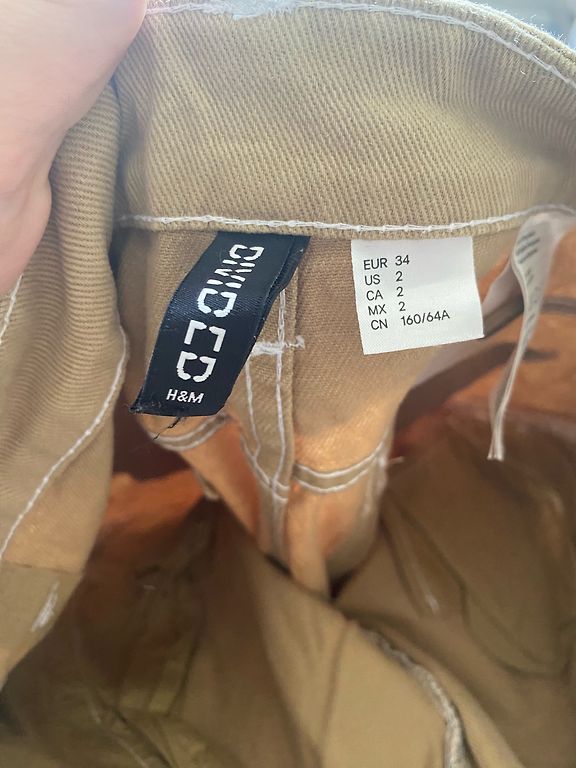 DIVIDED
H&M
EUR 34
US 2
CA 2
MX 2
CN 160/64A